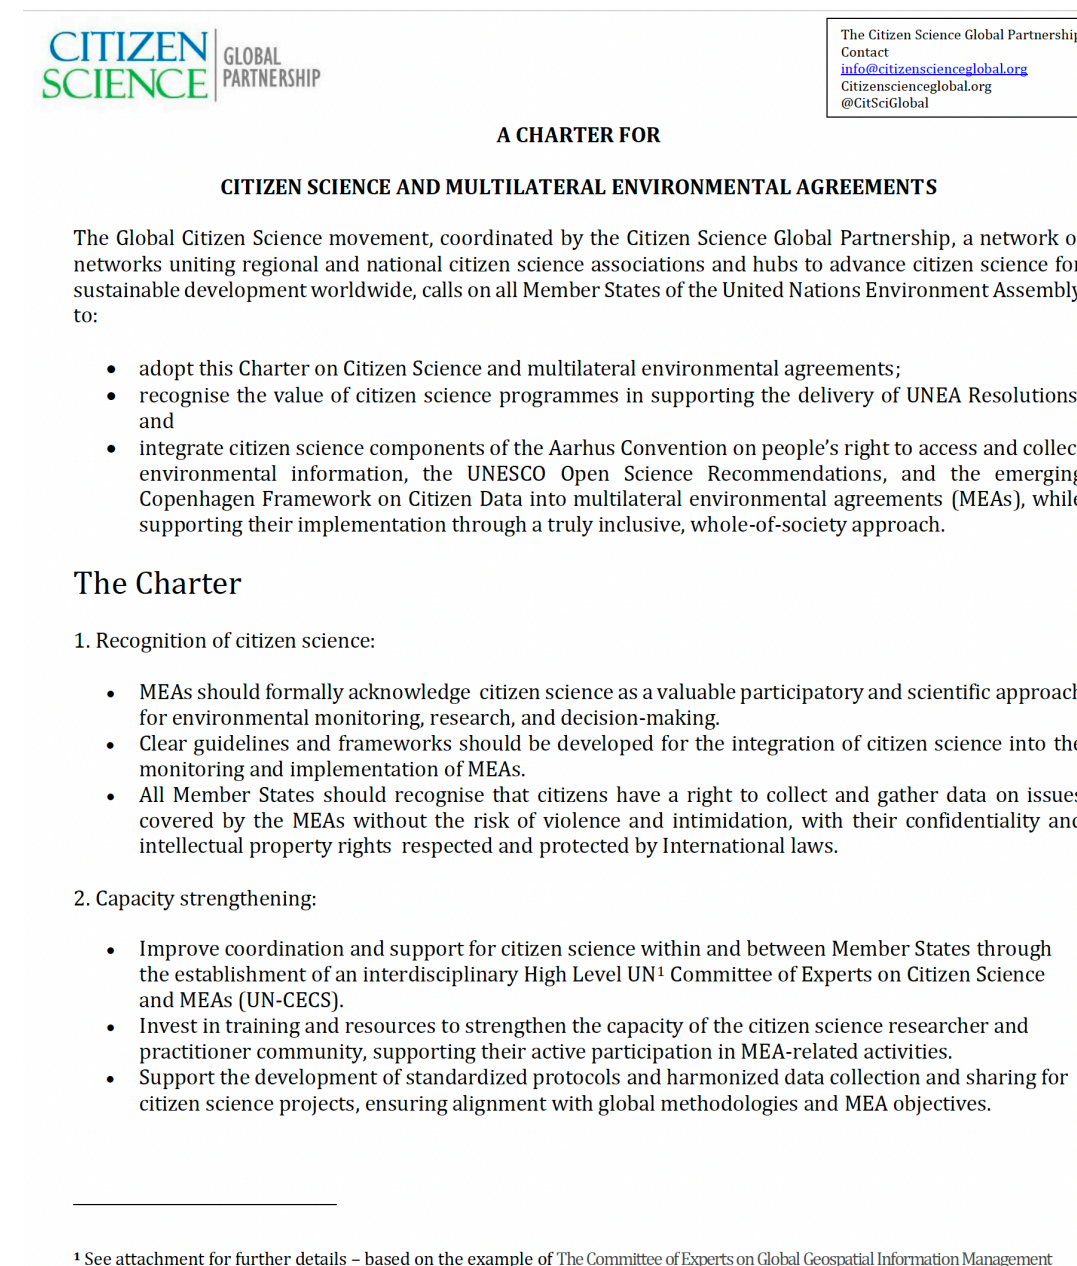 CITIZEN
SCIENCE
GLOBAL
PARTNERSHIP
The Citizen Science Global Partnership
Contact
info@citizenscienceglobal.org
Citizenscienceglobal.org
@CitSciGlobal
A CHARTER FOR
CITIZEN SCIENCE AND MULTILATERAL ENVIRONMENTAL AGREEMENTS
The Global Citizen Science movement, coordinated by the Citizen Science Global Partnership, a network o
networks uniting regional and national citizen science associations and hubs to advance citizen science for
sustainable development worldwide, calls on all Member States of the United Nations Environment Assembly
to:
• adopt this Charter on Citizen Science and multilateral environmental agreements;
• recognise the value of citizen science programmes in supporting the delivery of UNEA Resolutions
and
• integrate citizen science components of the Aarhus Convention on people’s right to access and collec
environmental information, the UNESCO Open Science Recommendations, and the emerging
Copenhagen Framework on Citizen Data into multilateral environmental agreements (MEAs), while
supporting their implementation through a truly inclusive, whole-of-society approach.
The Charter
1. Recognition of citizen science:
• MEAs should formally acknowledge citizen science as a valuable participatory and scientific approach
for environmental monitoring, research, and decision-making.
• Clear guidelines and frameworks should be developed for the integration of citizen science into the
monitoring and implementation of MEAs.
• All Member States should recognise that citizens have a right to collect and gather data on issues
covered by the MEAs without the risk of violence and intimidation, with their confidentiality and
intellectual property rights respected and protected by International laws.
2. Capacity strengthening:
• Improve coordination and support for citizen science within and between Member States through
the establishment of an interdisciplinary High Level UN¹ Committee of Experts on Citizen Science
and MEAs (UN-CECS).
• Invest in training and resources to strengthen the capacity of the citizen science researcher and
practitioner community, supporting their active participation in MEA-related activities.
• Support the development of standardized protocols and harmonized data collection and sharing for
citizen science projects, ensuring alignment with global methodologies and MEA objectives.
¹ See attachment for further details – based on the example of The Committee of Experts on Global Geospatial Information Management